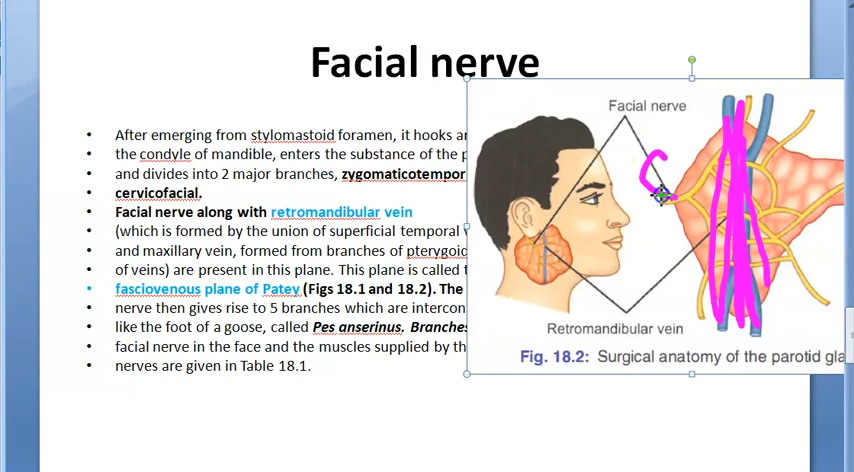 Facial nerve
After emerging from stylomastoid foramen, it hooks
the condyle of mandible, enters the substance of the
and divides into 2 major branches, zygomaticotempor
cervicofacial.
Facial nerve along with retromandibular vein
(which is formed by the union of superficial temporal
and maxillary vein, formed from branches of pterygoid
of veins) are present in this plane. This plane is called
fasciovenous plane of Patey (Figs 18.1 and 18.2). The
nerve then gives rise to 5 branches which are intercon
like the foot of a goose, called Pes anserinus. Branches
facial nerve in the face and the muscles supplied by
nerves are given in Table 18.1.
Facial nerve
Retromandibular vein
Fig. 18.2: Surgical anatomy of the parotid gla